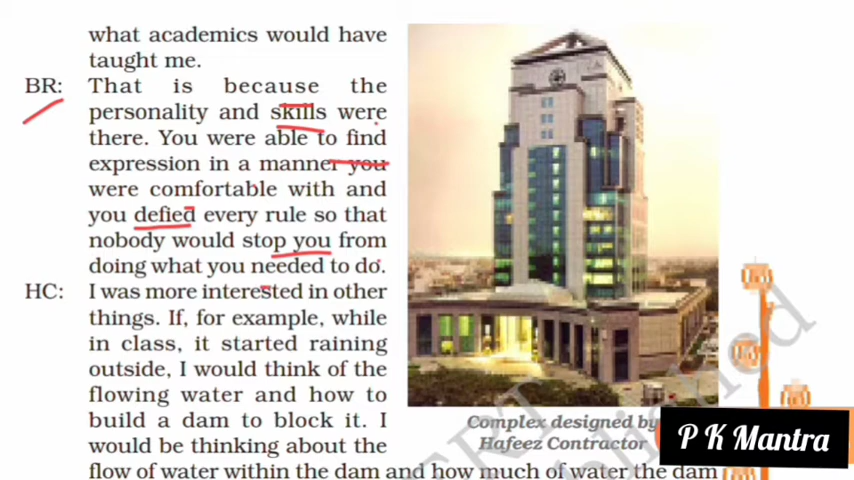 what academics would have
taught me.
BR: That is because the
personality and skills were
there. You were able to find
expression in a manner you
were comfortable with and
you defied every rule so that
nobody would stop you from
doing what you needed to do.
HC: I was more interested in other
things. If, for example, while
in class, it started raining
outside, I would think of the
flowing water and how to
build a dam to block it. I
would be thinking about the
flow of water within the dam and how much of water the dam
Complex designed by
Hafeez Contractor
P K Mantra